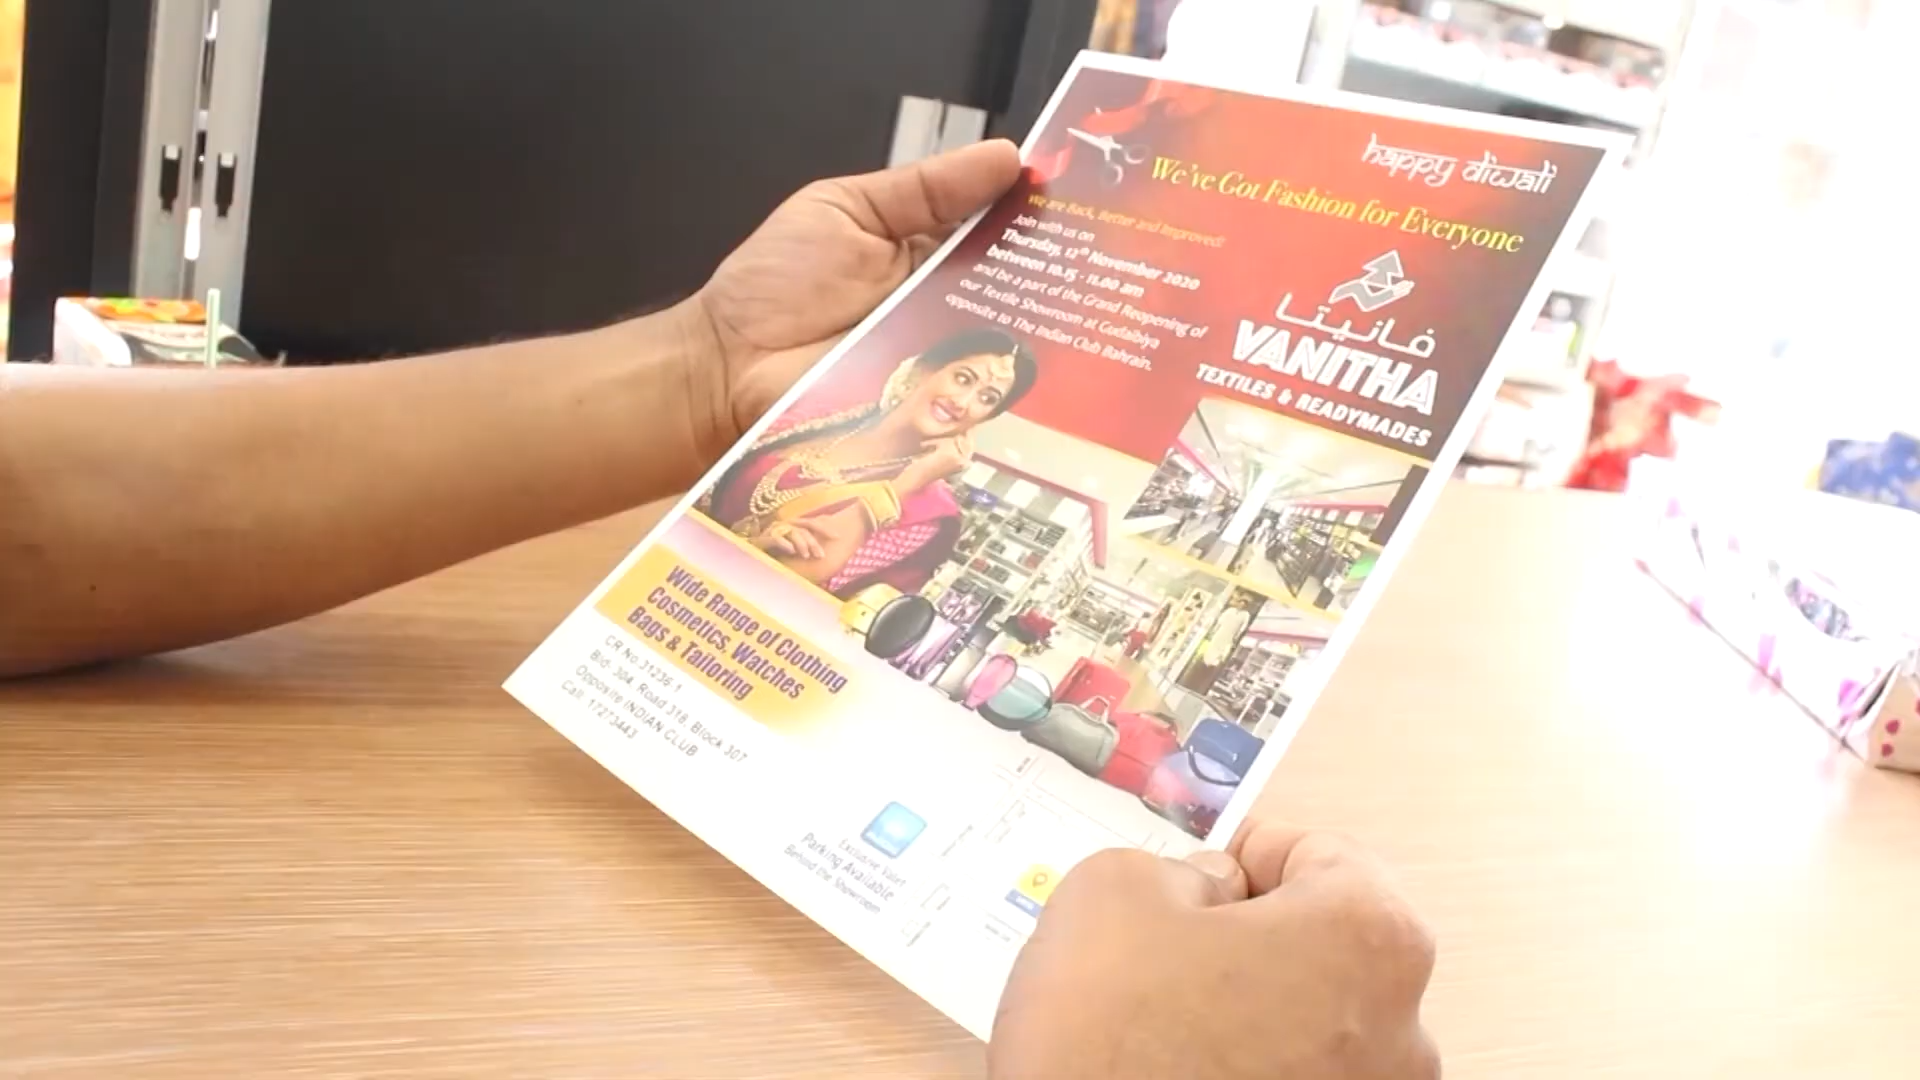 happy diwali
We've Got Fashion for Everyone
We are Back, Better and Improved!
Join with us on
Thursday, 12th November 2020
between 10.15 - 11.00 am
and be a part of the Grand Reopening of
our Textile Showroom at Gudaibiya
opposite to The Indian Club Bahrain.
فانيتا
VANITHA
TEXTILES & READYMADES
Wide Range of Clothing
Cosmetics, Watches
Bags & Tailoring
CR No.31236-1
Bld: 304, Road 318, Block 307
Opposite INDIAN CLUB
Call: 17273443
Exclusive Valet
Parking Available
Behind the Showroom